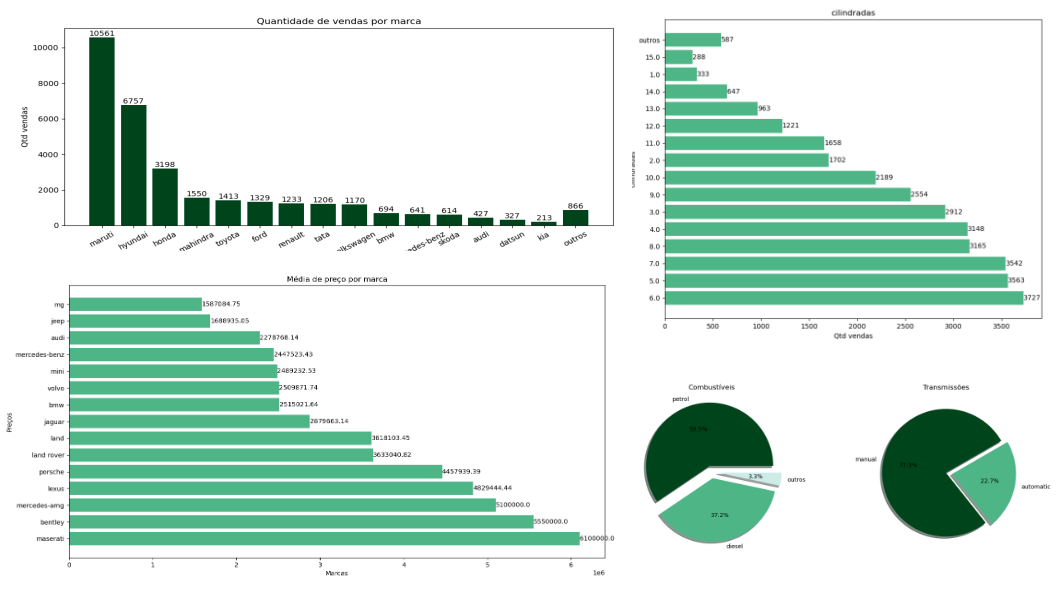 Quantidade de vendas por marca
Qtd vendas
10000
8000
6000
4000
2000
0
10561
6757
3198
1550
1413
1329
1233
1206
1170
694
641
614
427
327
213
866
maruti
hyundai
honda
mahindra
toyota
ford
renault
tata
lkswagen
bmw
des-benz
skoda
audi
datsun
kia
outros
cilindradas
outros 587
15.0 288
1.0 333
14.0 647
13.0 963
12.0 1221
11.0 1658
2.0 1702
10.0 2189
9.0 2554
3.0 2912
4.0 3148
8.0 3165
7.0 3542
5.0 3563
6.0 3727
0 500 1000 1500 2000 2500 3000 3500
Qtd vendas
Média de preço por marca
Preços
mg 1587084.75
jeep 1688935.05
audi 2278768.14
mercedes-benz 2447523.43
mini 2489232.53
volvo 2509871.74
bmw 2515021.64
jaguar 2879663.14
land 3618103.45
land rover 3633040.82
porsche 4457939.39
lexus 4829444.44
mercedes-amg 5100000.0
bentley 5550000.0
maserati 6100000.0
0 1 2 3 4 5 6
1e6
Marcas
Combustíveis
petrol
3.3%
outros
37.2%
diesel
Transmissões
manual
22.7%
automatic